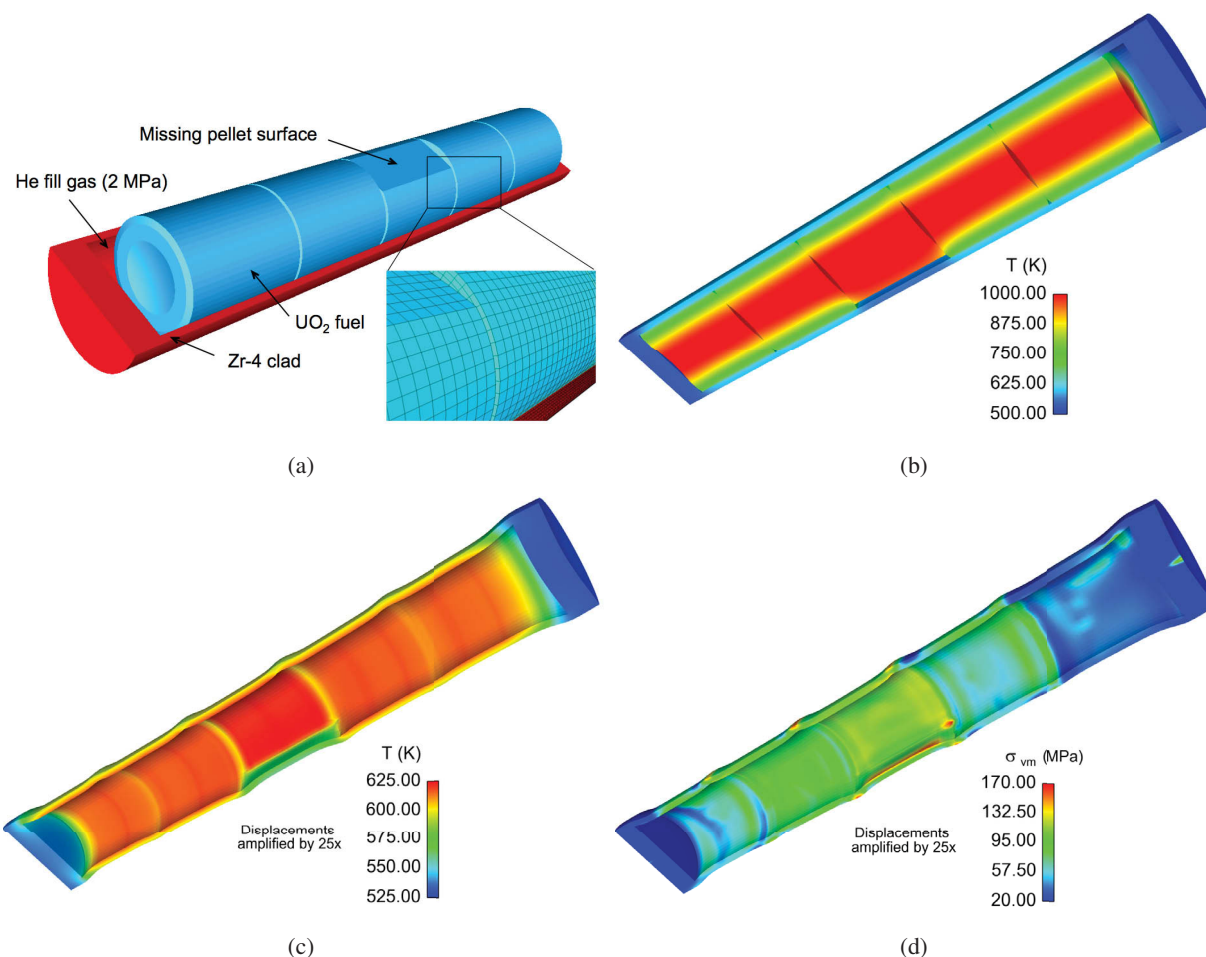 Missing pellet surface
He fill gas (2 MPa)
UO2 fuel
Zr-4 clad
(a)
T (K)
1000.00
875.00
750.00
625.00
500.00
(b)
T (K)
625.00
600.00
575.00
550.00
525.00
Displacements
amplified by 25x
(c)
σ vm (MPa)
170.00
132.50
95.00
57.50
20.00
Displacements
amplified by 25x
(d)